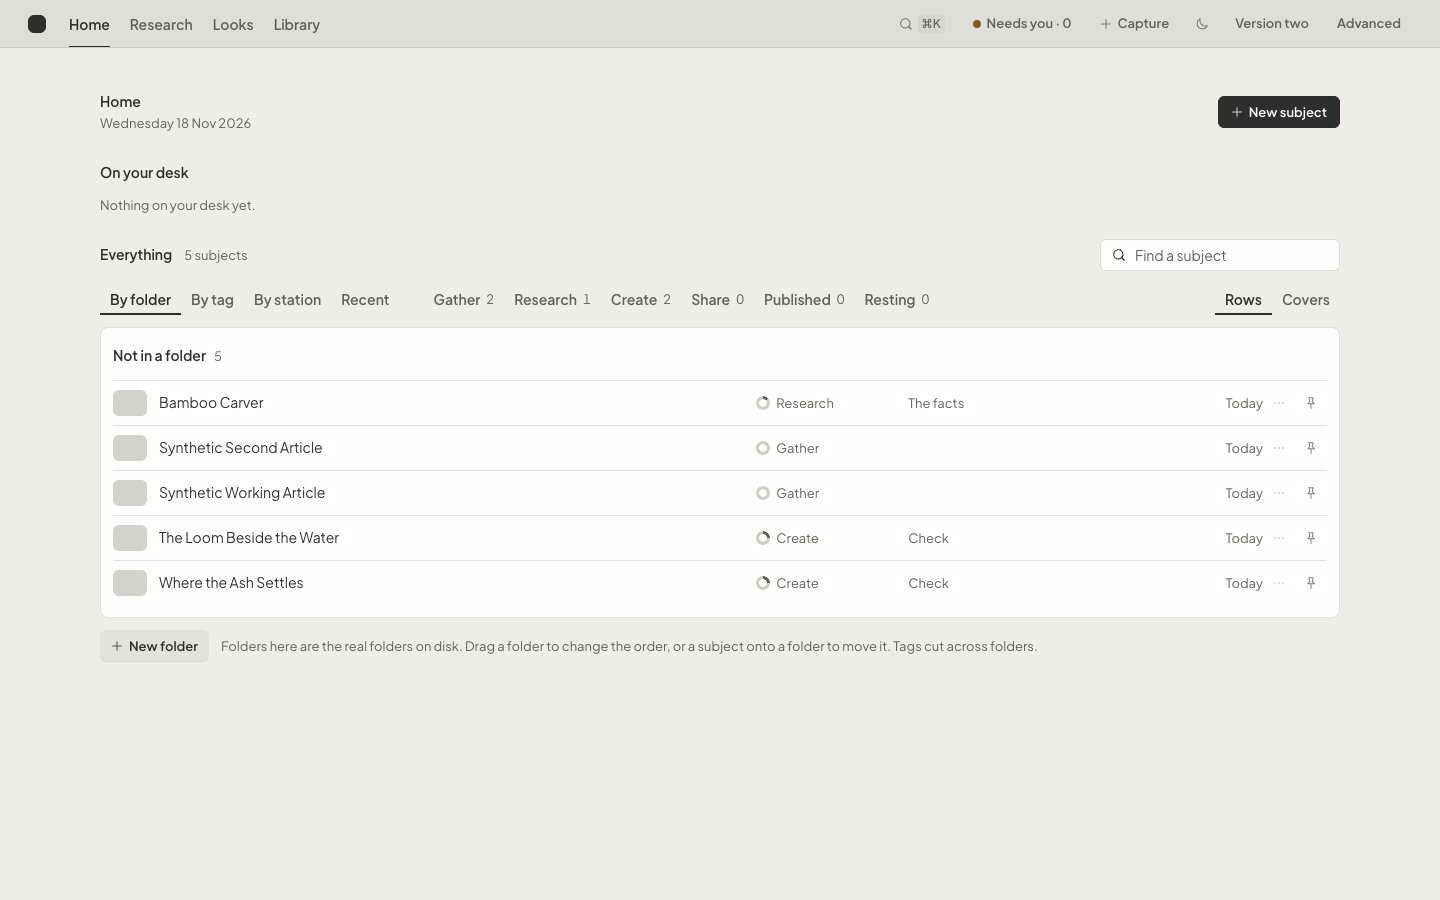 Home Research Looks Library ⌘K Needs you · 0 Capture Version two Advanced
Home
Wednesday 18 Nov 2026
New subject
On your desk
Nothing on your desk yet.
Everything 5 subjects Find a subject
By folder By tag By station Recent Gather 2 Research 1 Create 2 Share 0 Published 0 Resting 0 Rows Covers
Not in a folder 5
Bamboo Carver Research The facts Today
Synthetic Second Article Gather Today
Synthetic Working Article Gather Today
The Loom Beside the Water Create Check Today
Where the Ash Settles Create Check Today
New folder Folders here are the real folders on disk. Drag a folder to change the order, or a subject onto a folder to move it. Tags cut across folders.